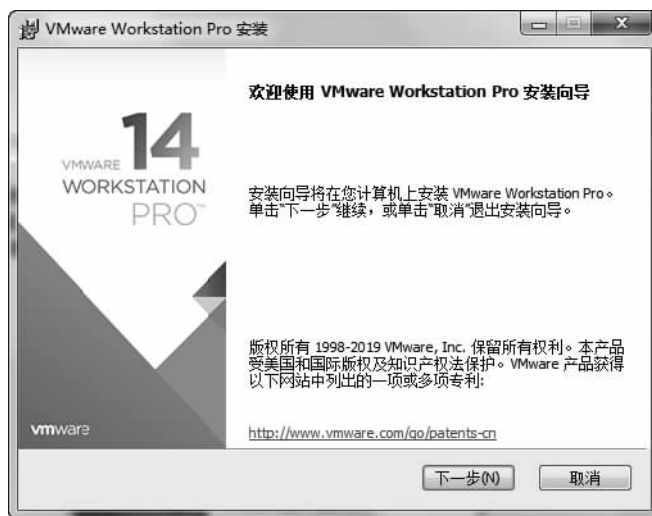 VMware Workstation Pro 安装
VMWARE 14
WORKSTATION
PRO™
欢迎使用 VMware Workstation Pro 安装向导
安装向导将在您计算机上安装 VMware Workstation Pro。
单击“下一步”继续，或单击“取消”退出安装向导。
版权所有 1998-2019 VMware, Inc. 保留所有权利。本产品
受美国和国际版权及知识产权法保护。VMware 产品获得
以下网站中列出的一项或多项专利:
http://www.vmware.com/go/patents-cn
vmware
下一步(N)
取消